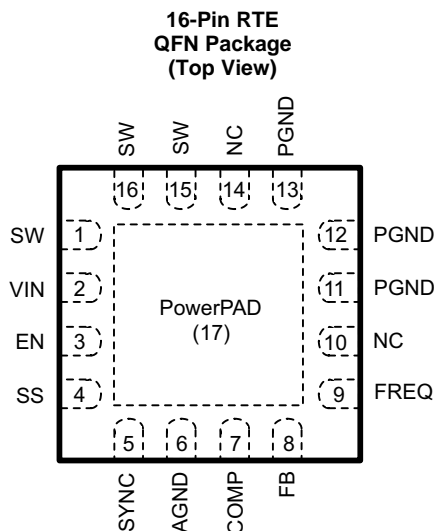 16-Pin RTE
QFN Package
(Top View)
SW
SW
NC
PGND
16
15
14
13
SW
1
12
PGND
VIN
2
11
PGND
PowerPAD
(17)
EN
3
10
NC
SS
4
9
FREQ
5
6
7
8
SYNC
AGND
COMP
FB